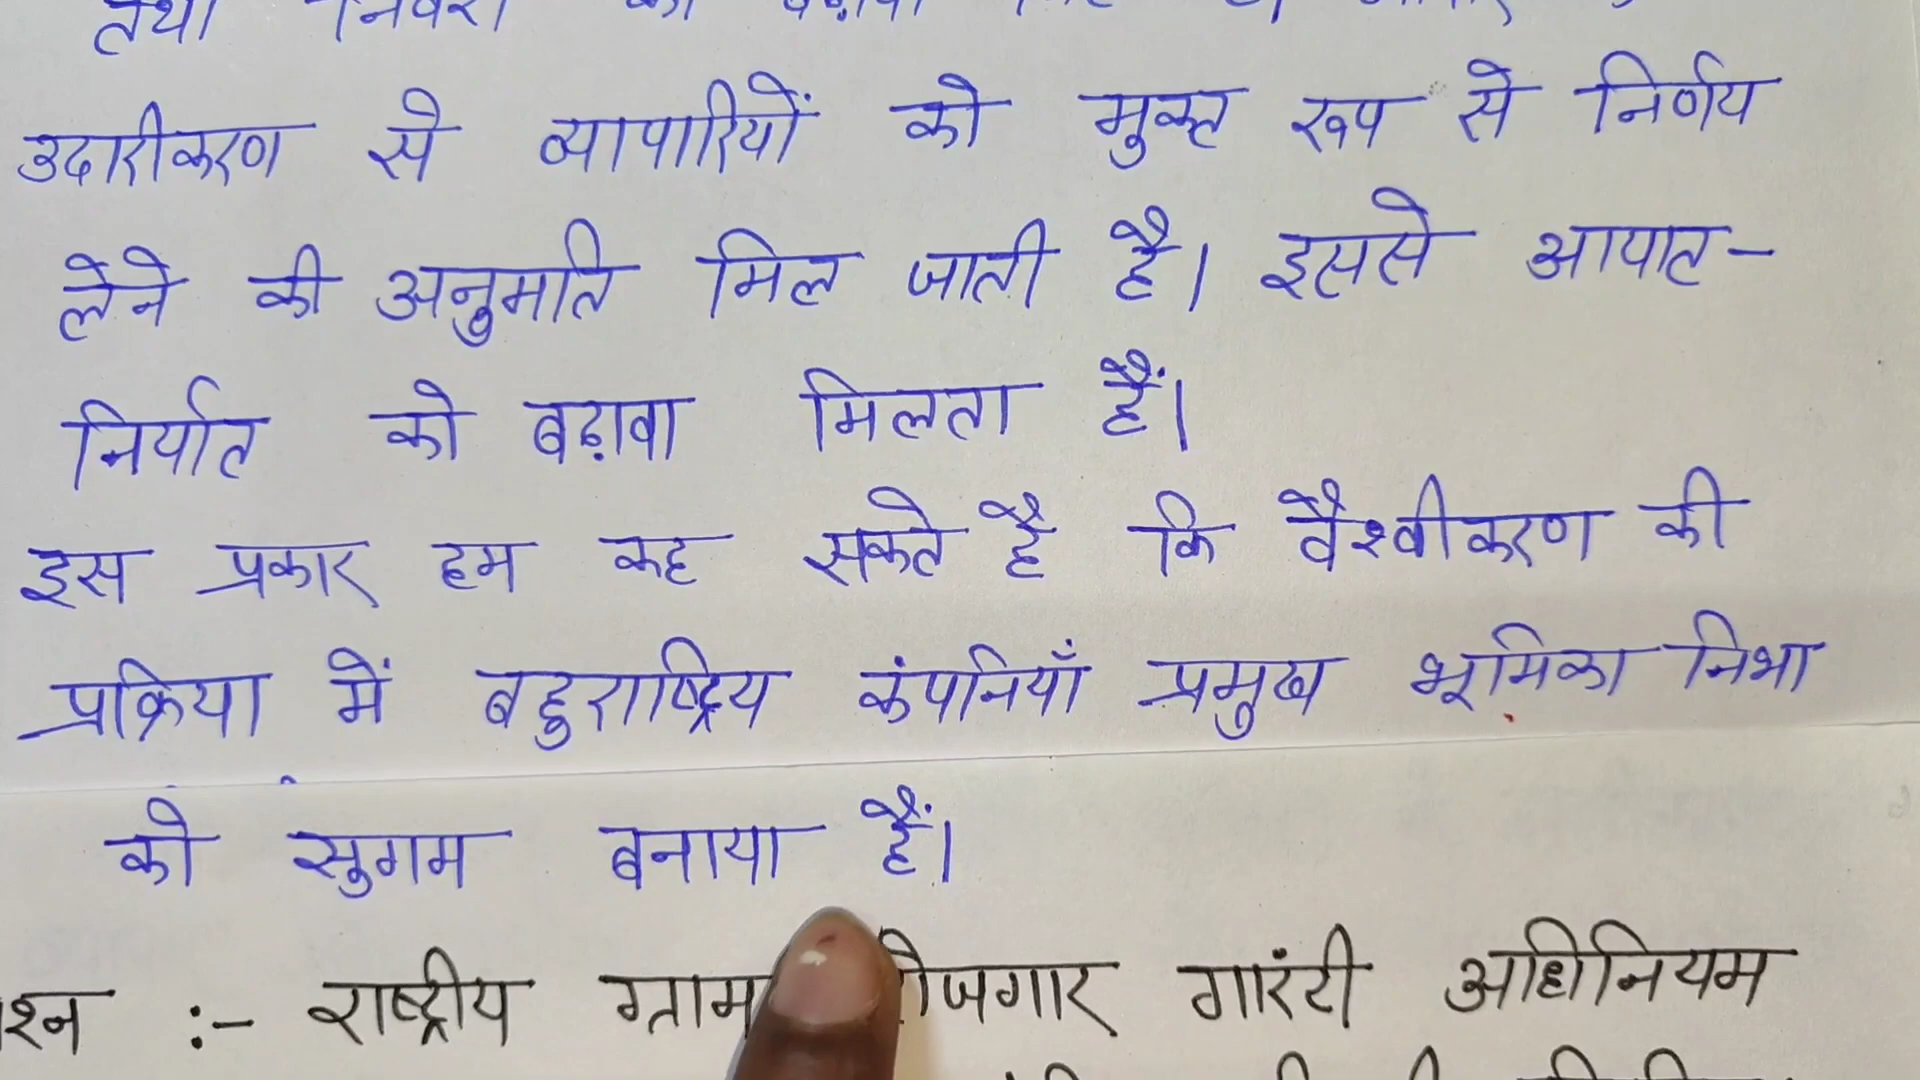 तथा
उदारीकरण से व्यापारियों को मुक्त रूप से निर्णय
लेने की अनुमति मिल जाती है। इससे आयात-
निर्यात को बढ़ावा मिलता हैं।
इस प्रकार हम कह सकते है कि वैश्वीकरण की
प्रक्रिया में बहुराष्ट्रिय कंपनियाँ प्रमुख भूमिका निभा
को सुगम बनाया हैं।
:- राष्ट्रीय गारंटी अधिनियम